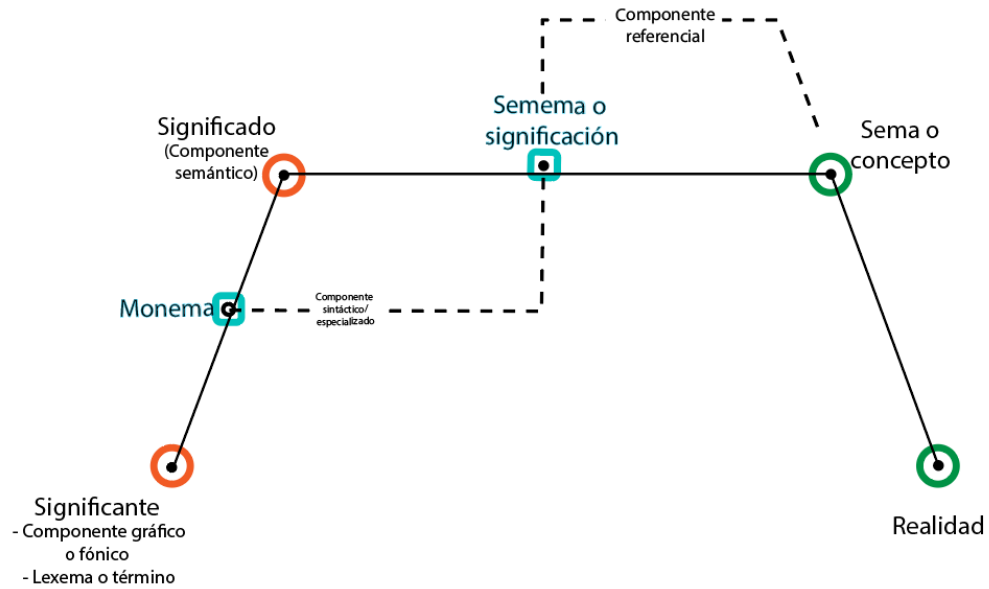 Componente
referencial
Semema o
significación
Significado
(Componente
semántico)
Sema o
concepto
Monema
Componente
sintáctico/
especializado
Significante
- Componente gráfico
o fónico
- Lexema o término
Realidad